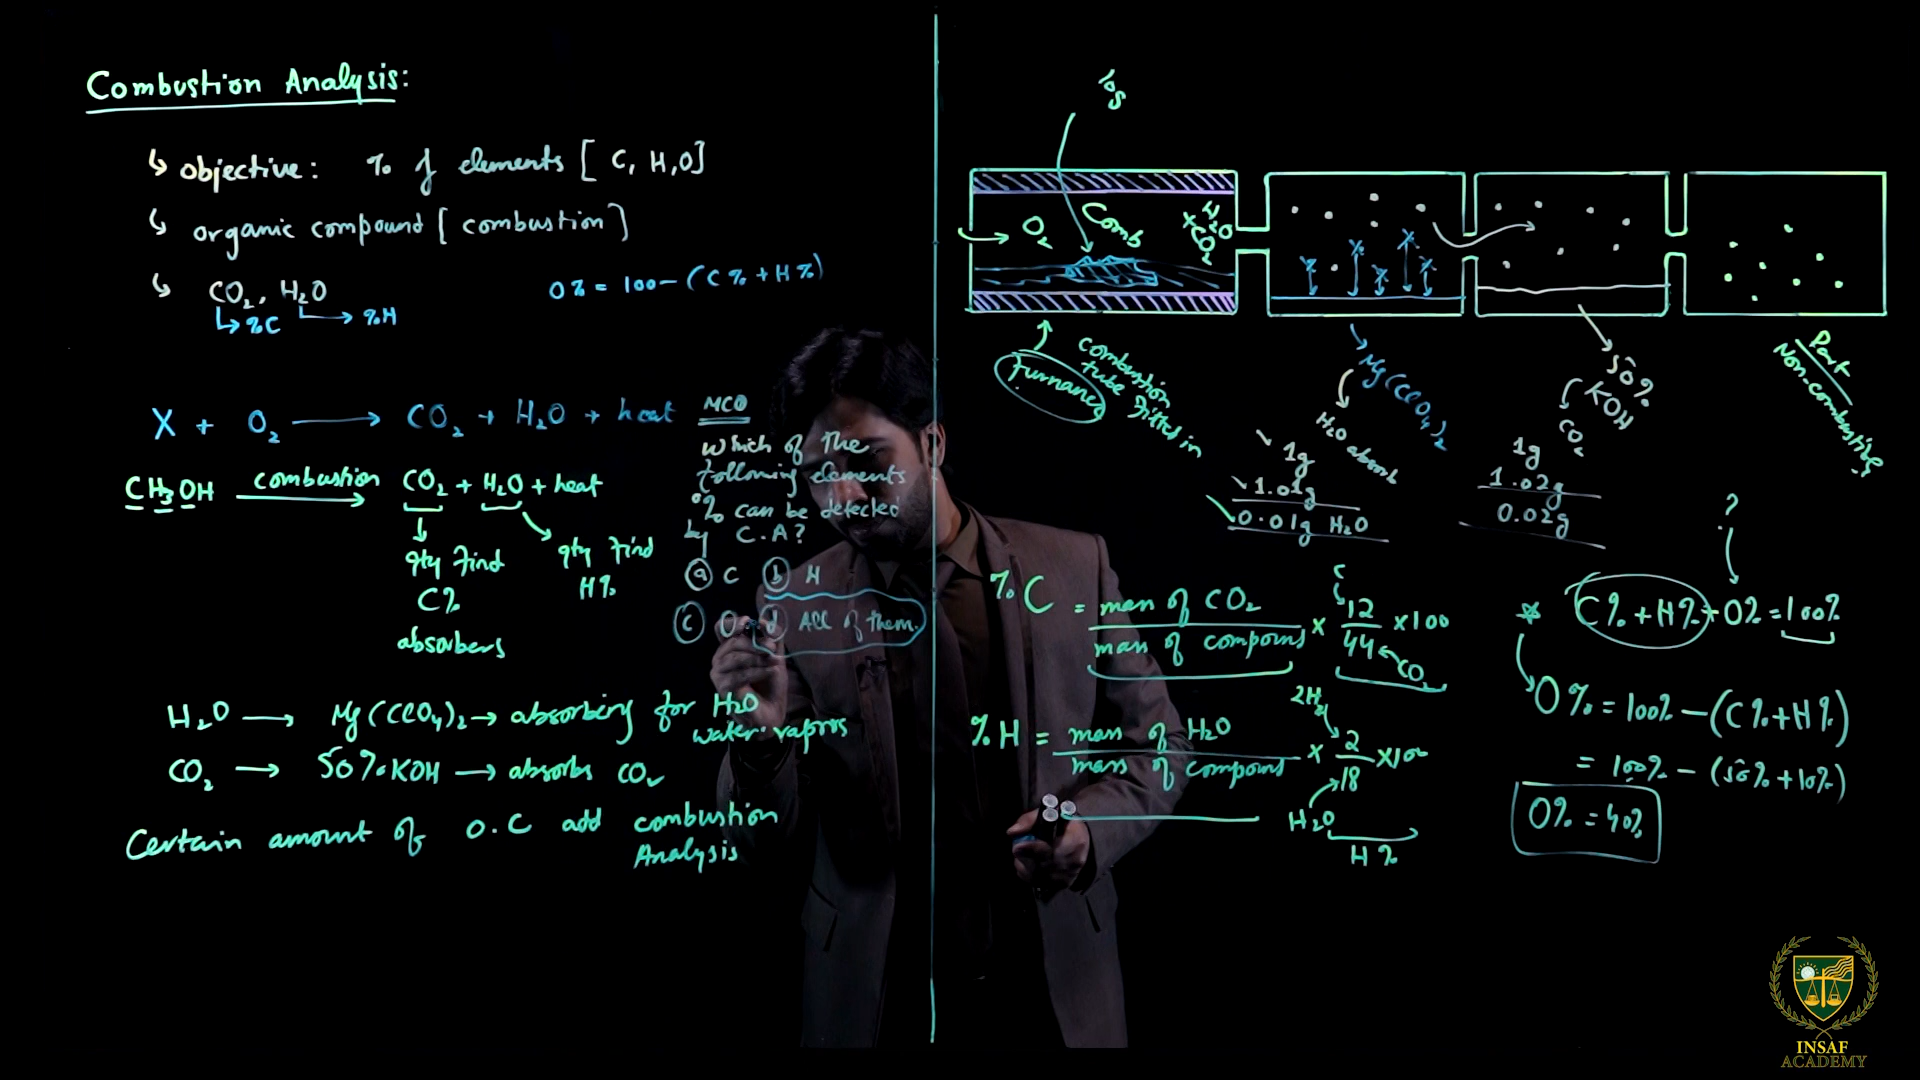 Combustion Analysis:
↳ objective: % of elements [ C, H, O]
↳ organic compound [ combustion ]
↳ CO₂, H₂O
↳ %C
→ %H
O% = 100 - (C% + H%)
X + O₂ → CO₂ + H₂O + heat
CH₃OH combustion → CO₂ + H₂O + heat
qty find
C%
absorbers
qty find
H%
MCQ
Which of the
following elements
% can be detected
by C.A?
(a) C (b) H
(c) O (d) All of them.
H₂O → Mg(ClO₄)₂ → absorbing for H₂O
water vapros
CO₂ → 50% KOH → absorbs CO₂
Certain amount of O.C add combustion
Analysis
O₂
Comb
H₂O
+
CO₂
furnance
combustion
tube fitted in
Mg(ClO₄)₂
H₂O absorb
50%
KOH
CO₂
Part
Non-combustive
1g
1.01g
0.01g H₂O
1g
1.02g
0.02g
?
%C = mass of CO₂ / mass of compouns × 12/44 × 100
C
CO₂
%H = mass of H₂O / mass of compouns × 2/18 × 100
2H
H₂O
H%
* C% + H% + O% = 100%
O% = 100% - (C% + H%)
= 100% - (50% + 10%)
O% = 40%
INSAF
ACADEMY